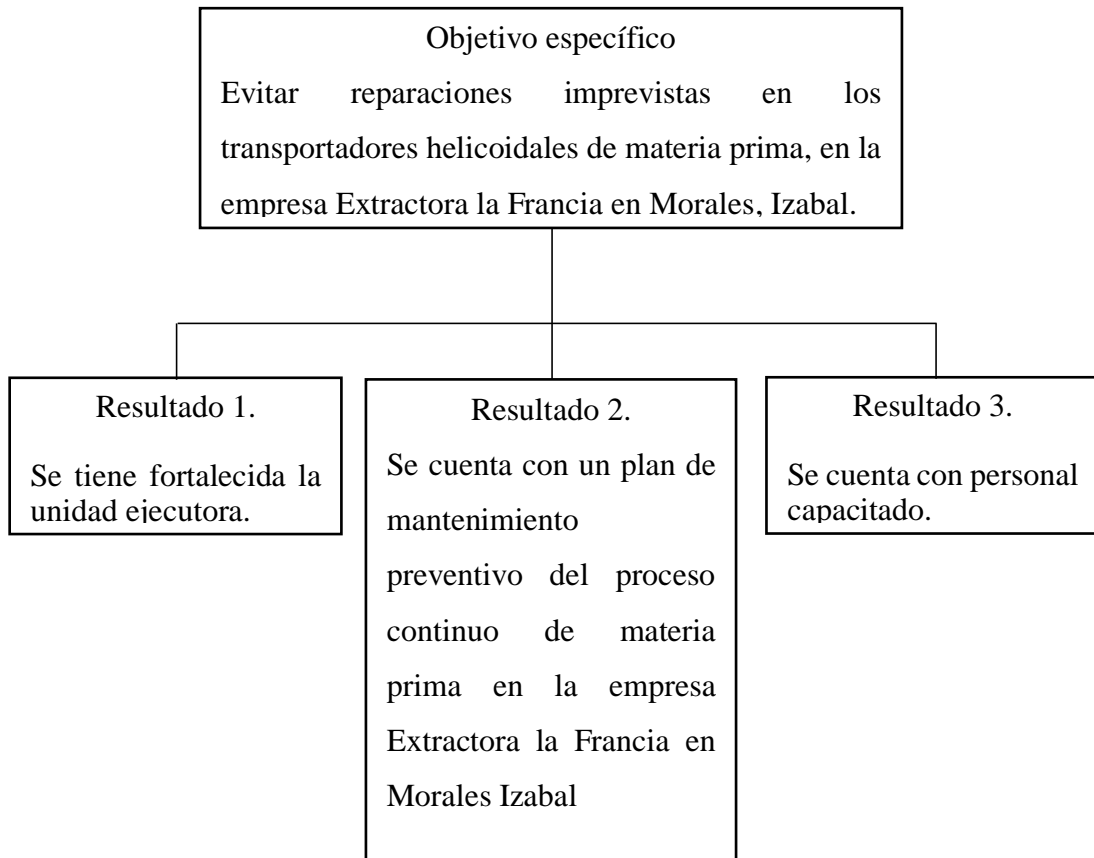 Objetivo específico
Evitar reparaciones imprevistas en los
transportadores helicoidales de materia prima, en la
empresa Extractora la Francia en Morales, Izabal.
Resultado 1.
Se tiene fortalecida la
unidad ejecutora.
Resultado 2.
Se cuenta con un plan de
mantenimiento
preventivo del proceso
continuo de materia
prima en la empresa
Extractora la Francia en
Morales Izabal
Resultado 3.
Se cuenta con personal
capacitado.